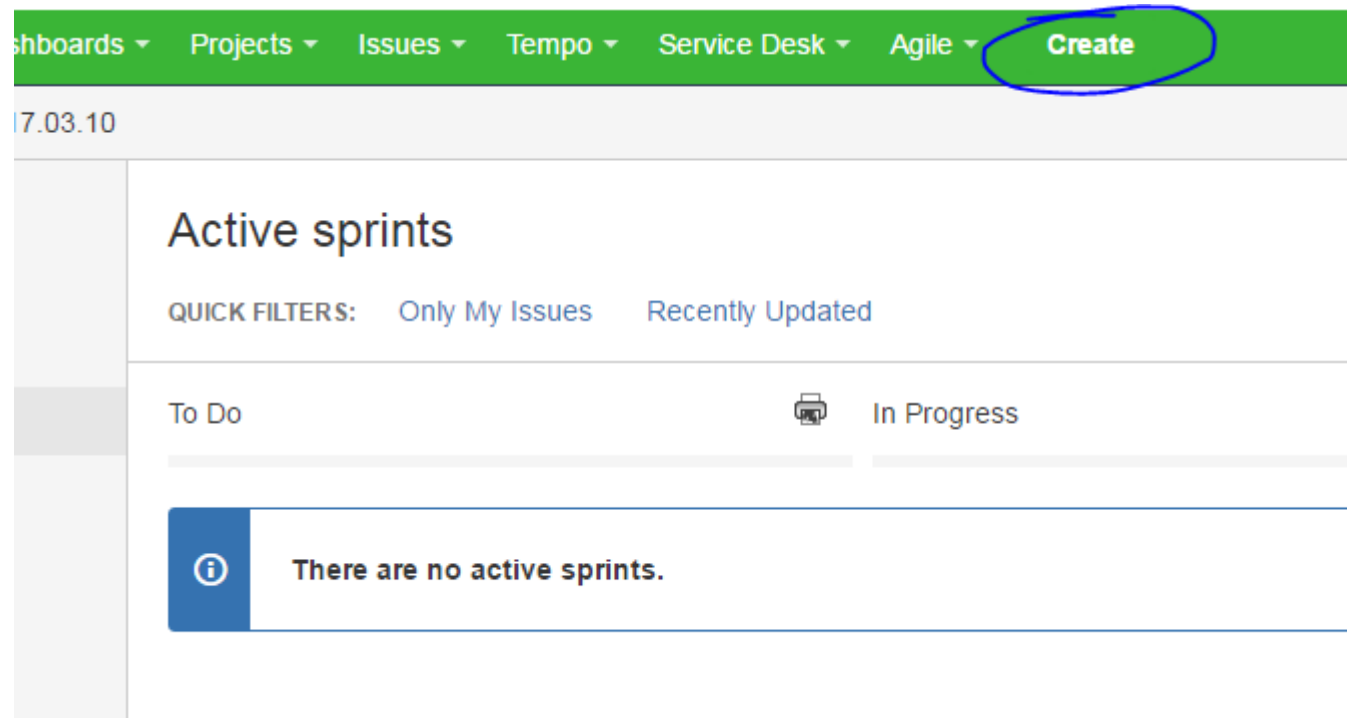 shboards Projects Issues Tempo Service Desk Agile Create
17.03.10
Active sprints
QUICK FILTERS: Only My Issues Recently Updated
To Do In Progress
There are no active sprints.